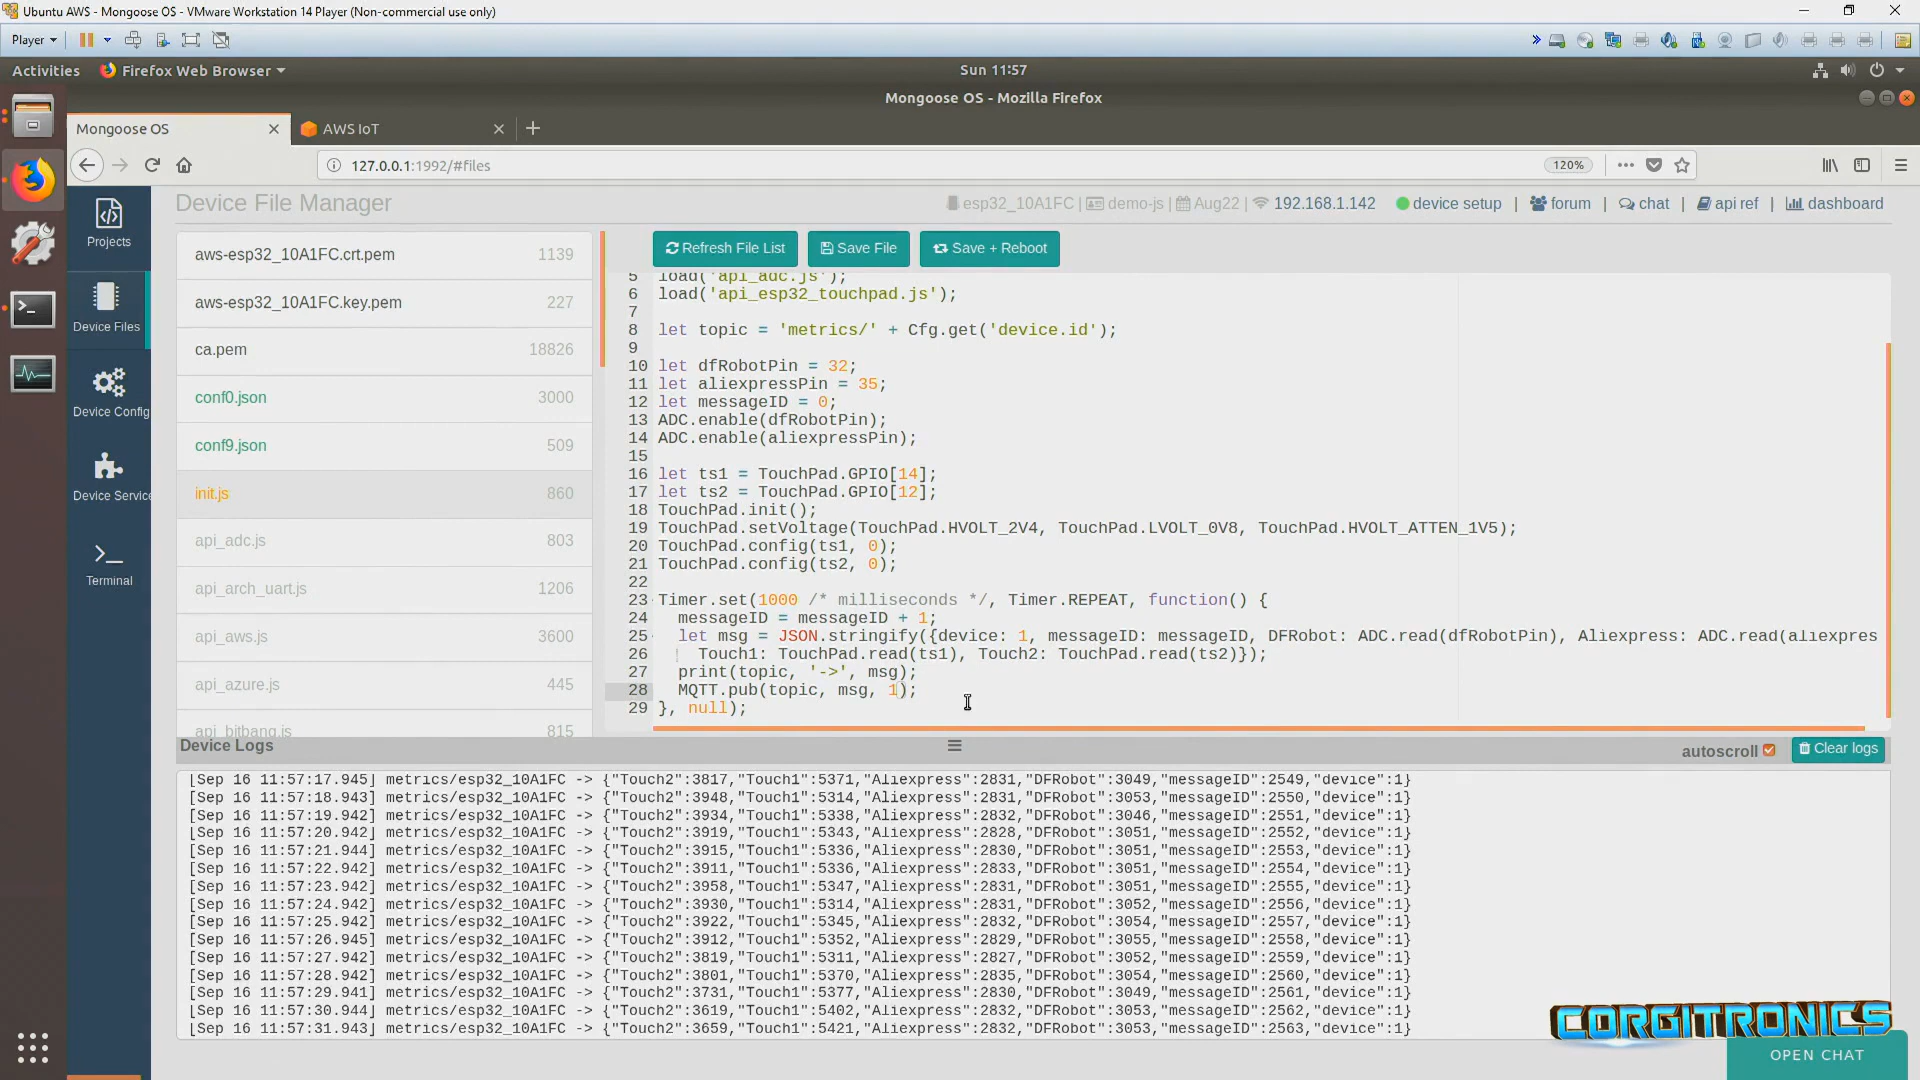 Ubuntu AWS - Mongoose OS - VMware Workstation 14 Player (Non-commercial use only)
Player
Activities
Firefox Web Browser
Sun 11:57
Mongoose OS - Mozilla Firefox
Mongoose OS
AWS IoT
127.0.0.1:1992/#files
120%
Projects
Device Files
Device Config
Device Servic
Terminal
Device File Manager
esp32_10A1FC | demo-js | Aug22 | 192.168.1.142
device setup | forum | chat | api ref | dashboard
aws-esp32_10A1FC.crt.pem 1139
aws-esp32_10A1FC.key.pem 227
ca.pem 18826
conf0.json 3000
conf9.json 509
init.js 860
api_adc.js 803
api_arch_uart.js 1206
api_aws.js 3600
api_azure.js 445
api_bitbang.js 815
Refresh File List
Save File
Save + Reboot
5 load('api_adc.js');
6 load('api_esp32_touchpad.js');
7
8 let topic = 'metrics/' + Cfg.get('device.id');
9
10 let dfRobotPin = 32;
11 let aliexpressPin = 35;
12 let messageID = 0;
13 ADC.enable(dfRobotPin);
14 ADC.enable(aliexpressPin);
15
16 let ts1 = TouchPad.GPIO[14];
17 let ts2 = TouchPad.GPIO[12];
18 TouchPad.init();
19 TouchPad.setVoltage(TouchPad.HVOLT_2V4, TouchPad.LVOLT_0V8, TouchPad.HVOLT_ATTEN_1V5);
20 TouchPad.config(ts1, 0);
21 TouchPad.config(ts2, 0);
22
23 Timer.set(1000 /* milliseconds */, Timer.REPEAT, function() {
24 messageID = messageID + 1;
25 let msg = JSON.stringify({device: 1, messageID: messageID, DFRobot: ADC.read(dfRobotPin), Aliexpress: ADC.read(aliexpres
26 Touch1: TouchPad.read(ts1), Touch2: TouchPad.read(ts2)});
27 print(topic, '->', msg);
28 MQTT.pub(topic, msg, 1);
29 }, null);
Device Logs
autoscroll
Clear logs
[Sep 16 11:57:17.945] metrics/esp32_10A1FC -> {"Touch2":3817,"Touch1":5371,"Aliexpress":2831,"DFRobot":3049,"messageID":2549,"device":1}
[Sep 16 11:57:18.943] metrics/esp32_10A1FC -> {"Touch2":3948,"Touch1":5314,"Aliexpress":2831,"DFRobot":3053,"messageID":2550,"device":1}
[Sep 16 11:57:19.942] metrics/esp32_10A1FC -> {"Touch2":3934,"Touch1":5338,"Aliexpress":2832,"DFRobot":3046,"messageID":2551,"device":1}
[Sep 16 11:57:20.942] metrics/esp32_10A1FC -> {"Touch2":3919,"Touch1":5343,"Aliexpress":2828,"DFRobot":3051,"messageID":2552,"device":1}
[Sep 16 11:57:21.944] metrics/esp32_10A1FC -> {"Touch2":3915,"Touch1":5336,"Aliexpress":2830,"DFRobot":3051,"messageID":2553,"device":1}
[Sep 16 11:57:22.942] metrics/esp32_10A1FC -> {"Touch2":3911,"Touch1":5336,"Aliexpress":2833,"DFRobot":3051,"messageID":2554,"device":1}
[Sep 16 11:57:23.942] metrics/esp32_10A1FC -> {"Touch2":3958,"Touch1":5347,"Aliexpress":2831,"DFRobot":3051,"messageID":2555,"device":1}
[Sep 16 11:57:24.942] metrics/esp32_10A1FC -> {"Touch2":3930,"Touch1":5314,"Aliexpress":2831,"DFRobot":3052,"messageID":2556,"device":1}
[Sep 16 11:57:25.942] metrics/esp32_10A1FC -> {"Touch2":3922,"Touch1":5345,"Aliexpress":2832,"DFRobot":3054,"messageID":2557,"device":1}
[Sep 16 11:57:26.945] metrics/esp32_10A1FC -> {"Touch2":3912,"Touch1":5352,"Aliexpress":2829,"DFRobot":3055,"messageID":2558,"device":1}
[Sep 16 11:57:27.942] metrics/esp32_10A1FC -> {"Touch2":3819,"Touch1":5311,"Aliexpress":2827,"DFRobot":3052,"messageID":2559,"device":1}
[Sep 16 11:57:28.942] metrics/esp32_10A1FC -> {"Touch2":3801,"Touch1":5370,"Aliexpress":2835,"DFRobot":3054,"messageID":2560,"device":1}
[Sep 16 11:57:29.941] metrics/esp32_10A1FC -> {"Touch2":3731,"Touch1":5377,"Aliexpress":2830,"DFRobot":3049,"messageID":2561,"device":1}
[Sep 16 11:57:30.944] metrics/esp32_10A1FC -> {"Touch2":3619,"Touch1":5402,"Aliexpress":2832,"DFRobot":3053,"messageID":2562,"device":1}
[Sep 16 11:57:31.943] metrics/esp32_10A1FC -> {"Touch2":3659,"Touch1":5421,"Aliexpress":2832,"DFRobot":3053,"messageID":2563,"device":1}
CORGITRONICS
OPEN CHAT